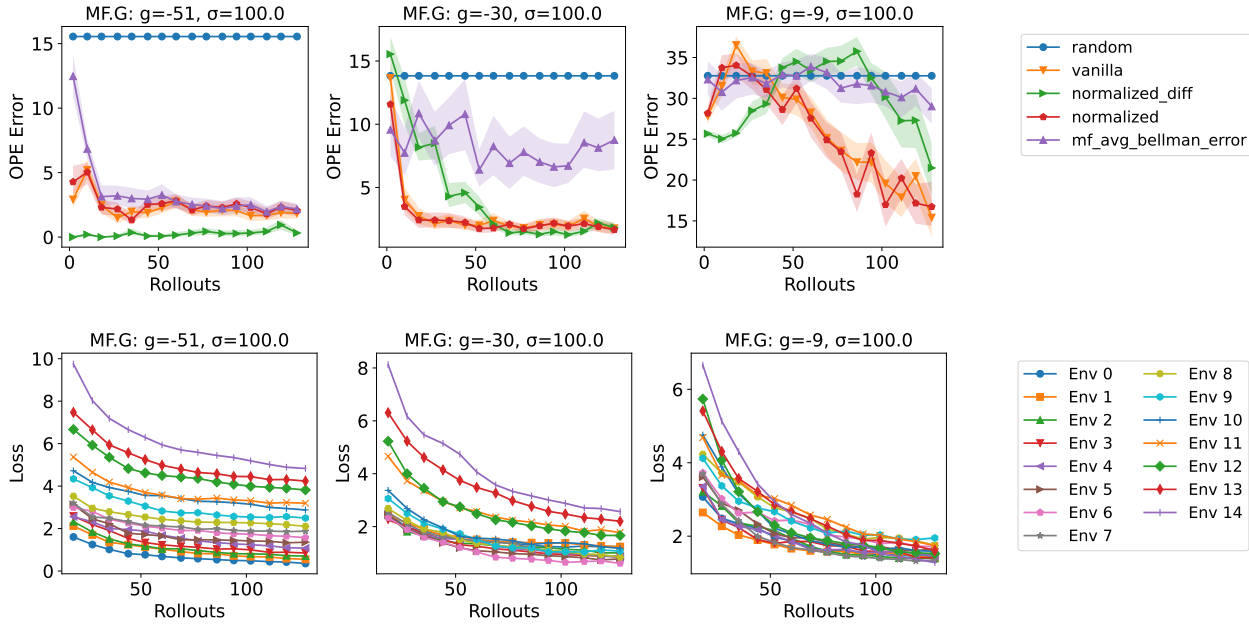 MF.G: g=-51, σ=100.0
MF.G: g=-30, σ=100.0
MF.G: g=-9, σ=100.0
OPE Error
15
10
5
0
0
50
100
Rollouts
OPE Error
15
10
5
0
50
100
Rollouts
OPE Error
35
30
25
20
15
0
50
100
Rollouts
random
vanilla
normalized_diff
normalized
mf_avg_bellman_error
MF.G: g=-51, σ=100.0
MF.G: g=-30, σ=100.0
MF.G: g=-9, σ=100.0
Loss
10
8
6
4
2
0
50
100
Rollouts
Loss
8
6
4
2
50
100
Rollouts
Loss
6
4
2
50
100
Rollouts
Env 0
Env 1
Env 2
Env 3
Env 4
Env 5
Env 6
Env 7
Env 8
Env 9
Env 10
Env 11
Env 12
Env 13
Env 14